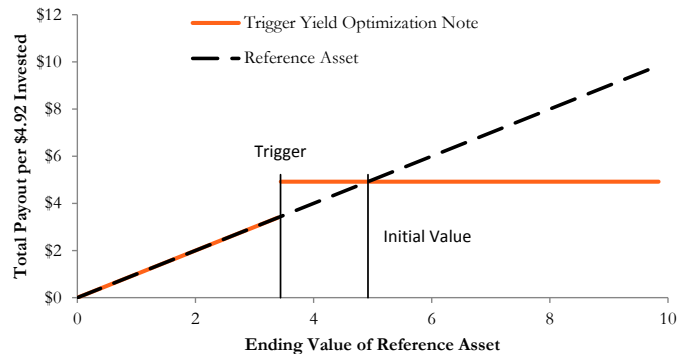 $12
Trigger Yield Optimization Note
$10
Reference Asset
$8
$6
Trigger
$4
Initial Value
$2
$0
0 2 4 6 8 10
Total Payout per $4.92 Invested
Ending Value of Reference Asset